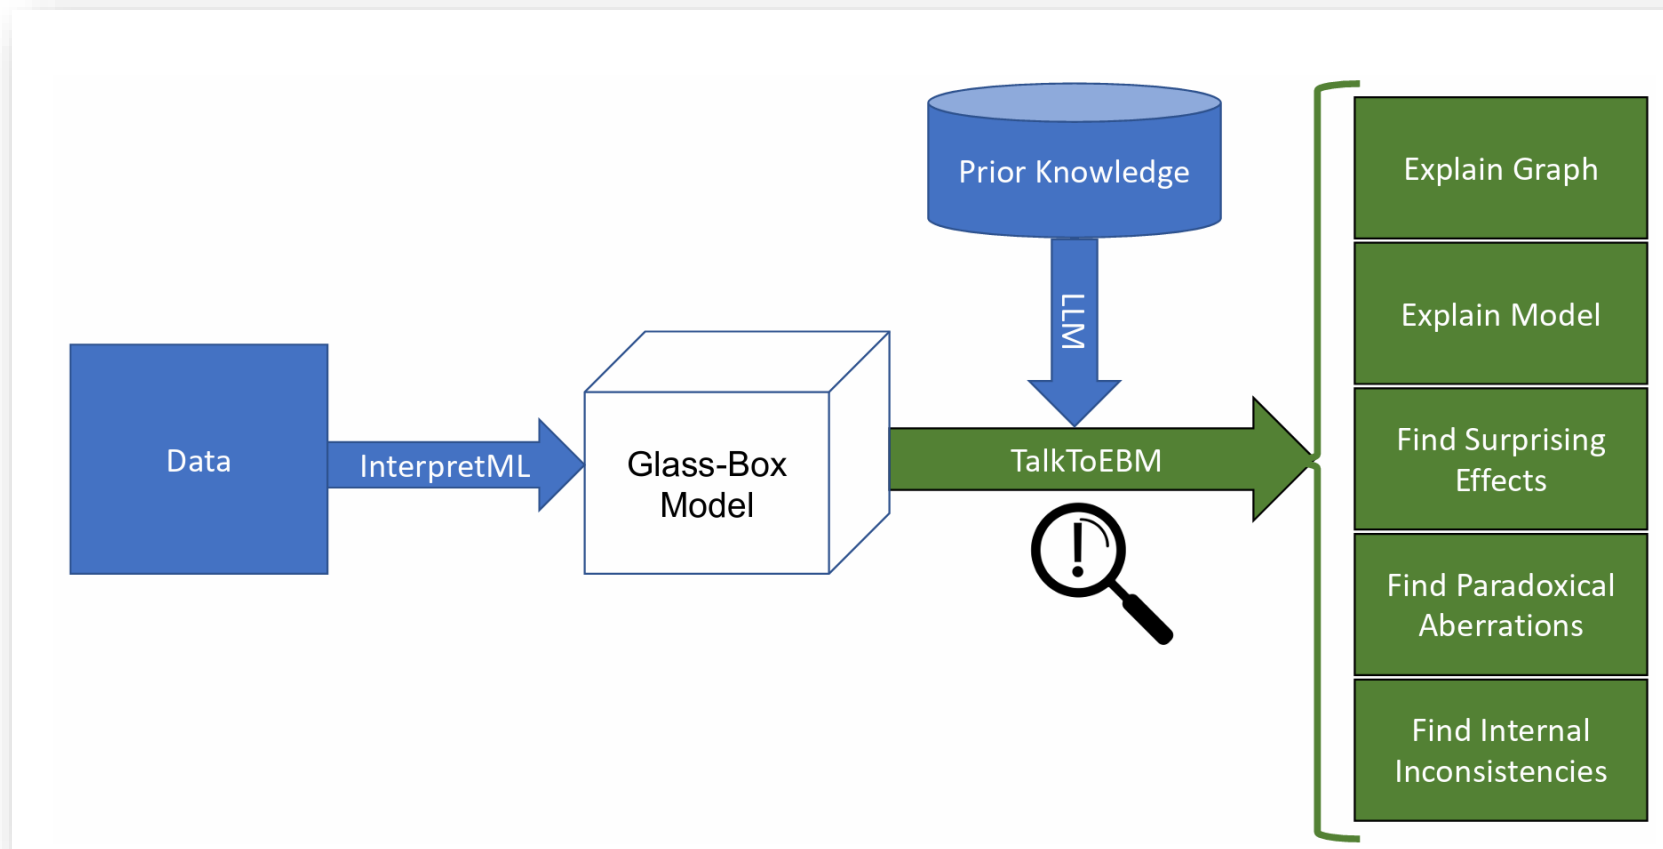 Data
InterpretML
Glass-Box
Model
Prior Knowledge
LLM
TalkToEBM
!
Explain Graph
Explain Model
Find Surprising
Effects
Find Paradoxical
Aberrations
Find Internal
Inconsistencies